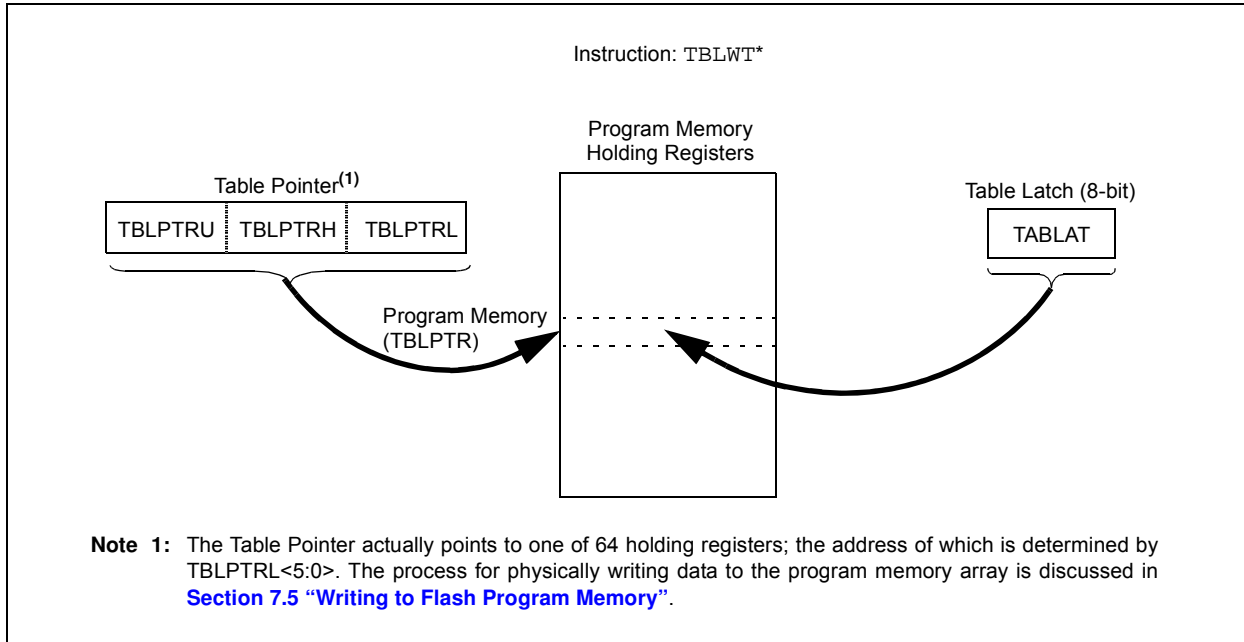 Instruction: TBLWT*
Program Memory
Holding Registers
Table Pointer(1)
Table Latch (8-bit)
TBLPTRU TBLPTRH TBLPTRL
TABLAT
Program Memory
(TBLPTR)
Note 1: The Table Pointer actually points to one of 64 holding registers; the address of which is determined by
TBLPTRL<5:0>. The process for physically writing data to the program memory array is discussed in
Section 7.5 “Writing to Flash Program Memory”.